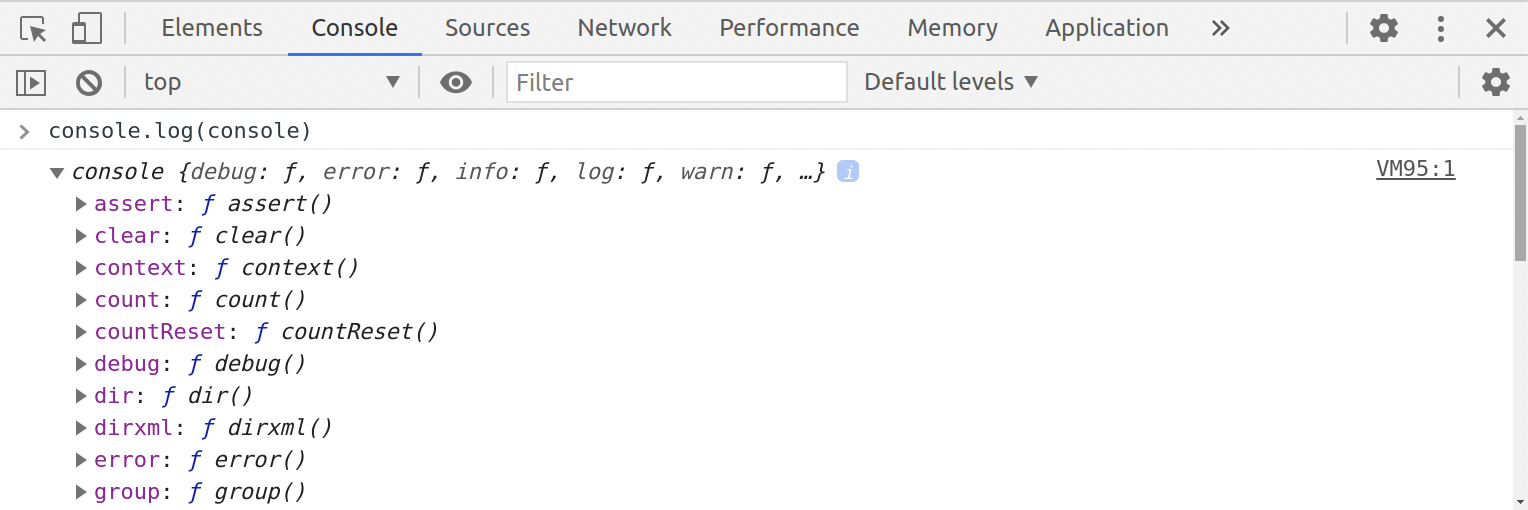 Elements Console Sources Network Performance Memory Application
top Filter Default levels
console.log(console)
console {debug: ƒ, error: ƒ, info: ƒ, log: ƒ, warn: ƒ, …} i VM95:1
assert: ƒ assert()
clear: ƒ clear()
context: ƒ context()
count: ƒ count()
countReset: ƒ countReset()
debug: ƒ debug()
dir: ƒ dir()
dirxml: ƒ dirxml()
error: ƒ error()
group: ƒ group()